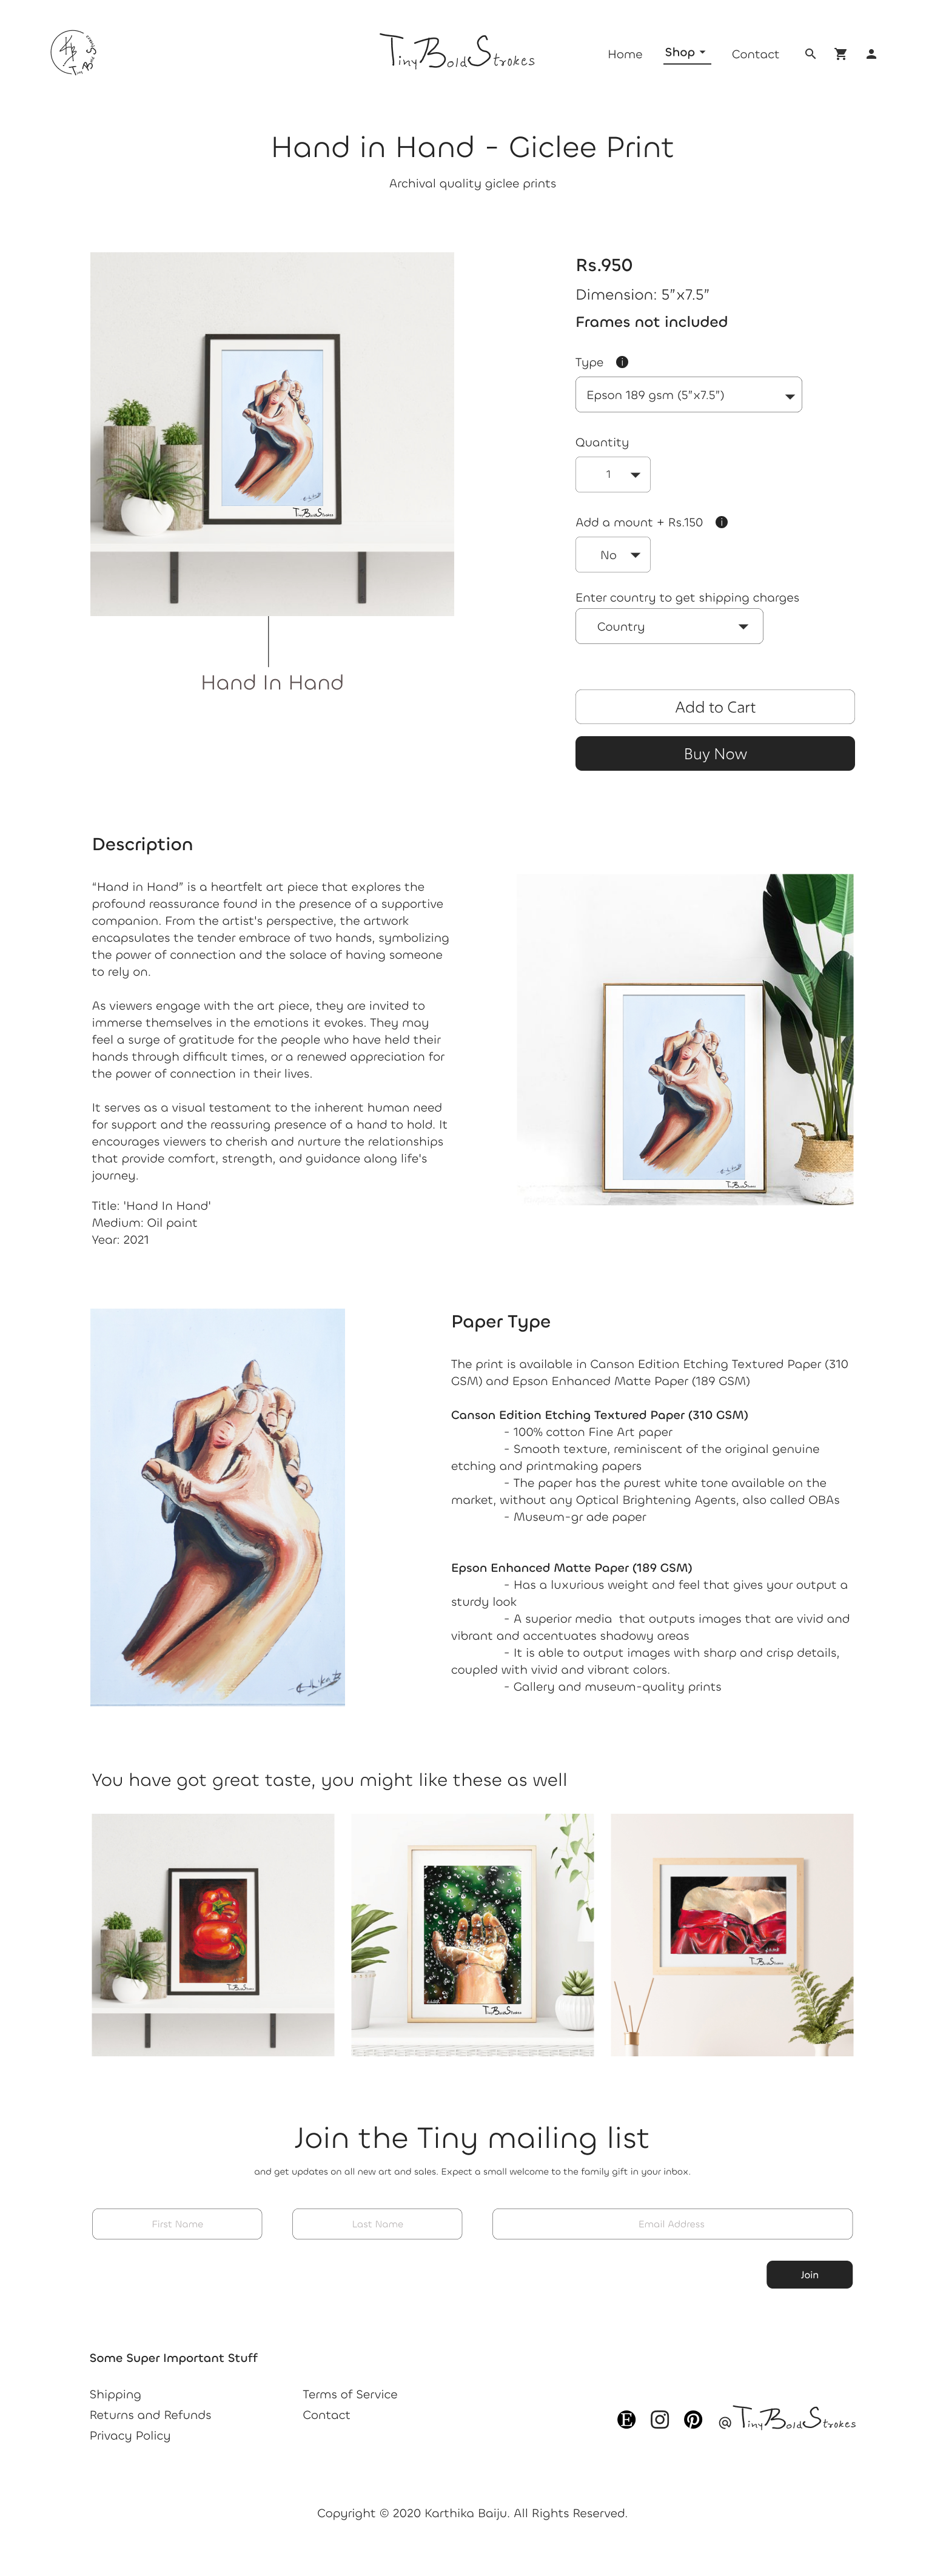 TinyBoldStrokes
Home
Shop
Contact
Hand in Hand - Giclee Print
Archival quality giclee prints
Rs.950
Dimension: 5”x7.5”
Frames not included
Type
Epson 189 gsm (5”x7.5”)
Quantity
1
Add a mount + Rs.150
No
Enter country to get shipping charges
Country
Add to Cart
Buy Now
TinyBoldStrokes
Hand In Hand
Description
“Hand in Hand” is a heartfelt art piece that explores the
profound reassurance found in the presence of a supportive
companion. From the artist's perspective, the artwork
encapsulates the tender embrace of two hands, symbolizing
the power of connection and the solace of having someone
to rely on.
As viewers engage with the art piece, they are invited to
immerse themselves in the emotions it evokes. They may
feel a surge of gratitude for the people who have held their
hands through difficult times, or a renewed appreciation for
the power of connection in their lives.
It serves as a visual testament to the inherent human need
for support and the reassuring presence of a hand to hold. It
encourages viewers to cherish and nurture the relationships
that provide comfort, strength, and guidance along life's
journey.
Title: 'Hand In Hand'
Medium: Oil paint
Year: 2021
TinyBoldStrokes
Paper Type
The print is available in Canson Edition Etching Textured Paper (310
GSM) and Epson Enhanced Matte Paper (189 GSM)
Canson Edition Etching Textured Paper (310 GSM)
- 100% cotton Fine Art paper
- Smooth texture, reminiscent of the original genuine
etching and printmaking papers
- The paper has the purest white tone available on the
market, without any Optical Brightening Agents, also called OBAs
- Museum-gr ade paper
Epson Enhanced Matte Paper (189 GSM)
- Has a luxurious weight and feel that gives your output a
sturdy look
- A superior media  that outputs images that are vivid and
vibrant and accentuates shadowy areas
- It is able to output images with sharp and crisp details,
coupled with vivid and vibrant colors.
- Gallery and museum-quality prints
You have got great taste, you might like these as well
TinyBoldStrokes
TinyBoldStrokes
TinyBoldStrokes
Join the Tiny mailing list
and get updates on all new art and sales. Expect a small welcome to the family gift in your inbox.
First Name
Last Name
Email Address
Join
Some Super Important Stuff
Shipping
Terms of Service
Returns and Refunds
Contact
Privacy Policy
@TinyBoldStrokes
Copyright © 2020 Karthika Baiju. All Rights Reserved.